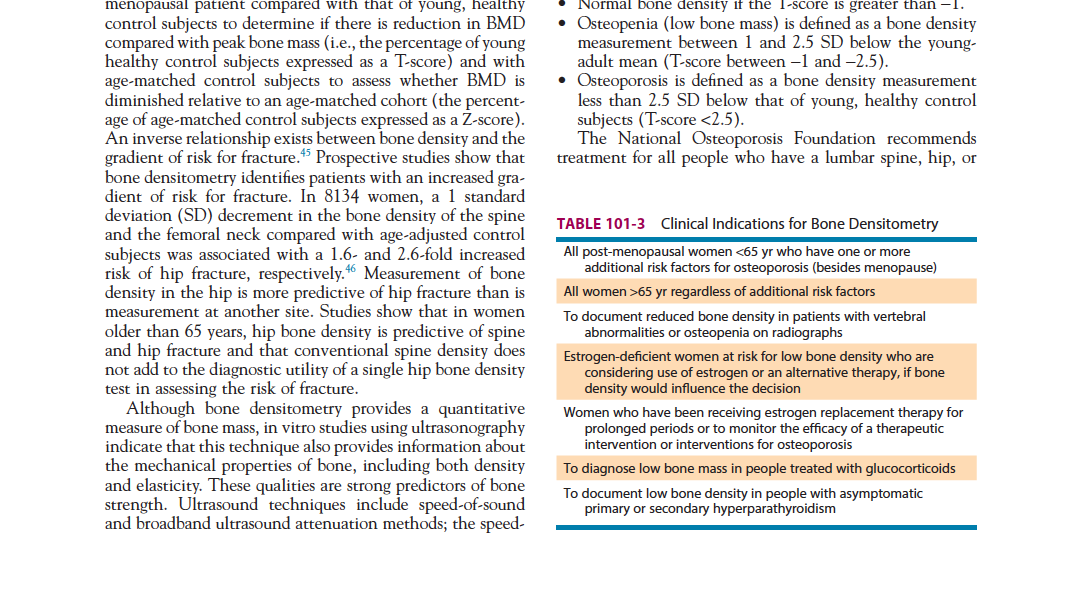 menopausal patient compared with that of young, healthy
control subjects to determine if there is reduction in BMD
compared with peak bone mass (i.e., the percentage of young
healthy control subjects expressed as a T-score) and with
age-matched control subjects to assess whether BMD is
diminished relative to an age-matched cohort (the percent-
age of age-matched control subjects expressed as a Z-score).
An inverse relationship exists between bone density and the
gradient of risk for fracture.45 Prospective studies show that
bone densitometry identifies patients with an increased gra-
dient of risk for fracture. In 8134 women, a 1 standard
deviation (SD) decrement in the bone density of the spine
and the femoral neck compared with age-adjusted control
subjects was associated with a 1.6- and 2.6-fold increased
risk of hip fracture, respectively.46 Measurement of bone
density in the hip is more predictive of hip fracture than is
measurement at another site. Studies show that in women
older than 65 years, hip bone density is predictive of spine
and hip fracture and that conventional spine density does
not add to the diagnostic utility of a single hip bone density
test in assessing the risk of fracture.
Although bone densitometry provides a quantitative
measure of bone mass, in vitro studies using ultrasonography
indicate that this technique also provides information about
the mechanical properties of bone, including both density
and elasticity. These qualities are strong predictors of bone
strength. Ultrasound techniques include speed-of-sound
and broadband ultrasound attenuation methods; the speed-
• Normal bone density if the T-score is greater than −1.
• Osteopenia (low bone mass) is defined as a bone density
measurement between 1 and 2.5 SD below the young-
adult mean (T-score between −1 and −2.5).
• Osteoporosis is defined as a bone density measurement
less than 2.5 SD below that of young, healthy control
subjects (T-score <2.5).
The National Osteoporosis Foundation recommends
treatment for all people who have a lumbar spine, hip, or
TABLE 101-3 Clinical Indications for Bone Densitometry
All post-menopausal women <65 yr who have one or more
additional risk factors for osteoporosis (besides menopause)
All women >65 yr regardless of additional risk factors
To document reduced bone density in patients with vertebral
abnormalities or osteopenia on radiographs
Estrogen-deficient women at risk for low bone density who are
considering use of estrogen or an alternative therapy, if bone
density would influence the decision
Women who have been receiving estrogen replacement therapy for
prolonged periods or to monitor the efficacy of a therapeutic
intervention or interventions for osteoporosis
To diagnose low bone mass in people treated with glucocorticoids
To document low bone density in people with asymptomatic
primary or secondary hyperparathyroidism